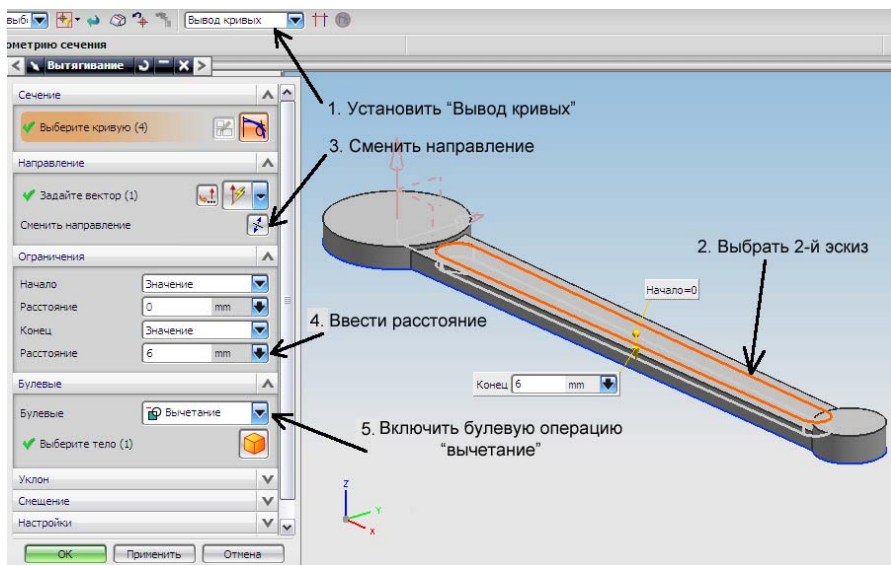 Вывод кривых
ометрию сечения
Вытягивание
Сечение
Выберите кривую (4)
Направление
Задайте вектор (1)
Сменить направление
Ограничения
Начало Значение
Расстояние 0 mm
Конец Значение
Расстояние 6 mm
Булевые
Булевые Вычетание
Выберите тело (1)
Уклон
Смещение
Настройки
OK Применить Отмена
1. Установить “Вывод кривых”
3. Сменить направление
2. Выбрать 2-й эскиз
Начало=0
4. Ввести расстояние
Конец 6 mm
5. Включить булевую операцию
“вычетание”
Z
Y
X